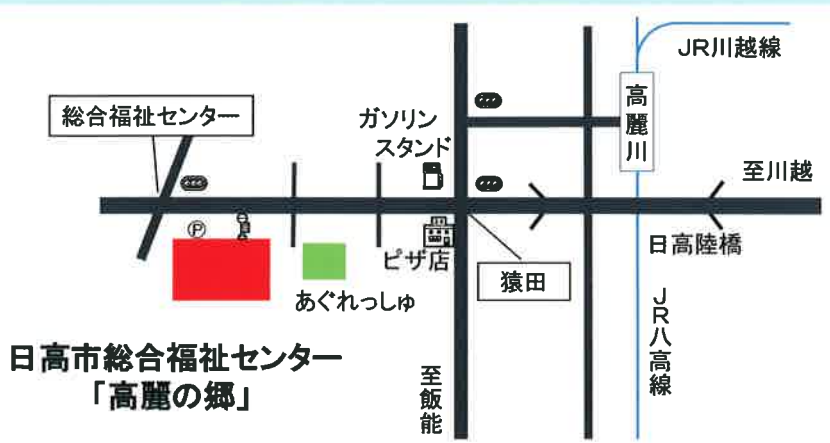 JR川越線
高麗川
総合福祉センター
ガソリン
スタンド
至川越
P
ピザ店
猿田
日高陸橋
あぐれっしゅ
JR八高線
日高市総合福祉センター
「高麗の郷」
至飯能